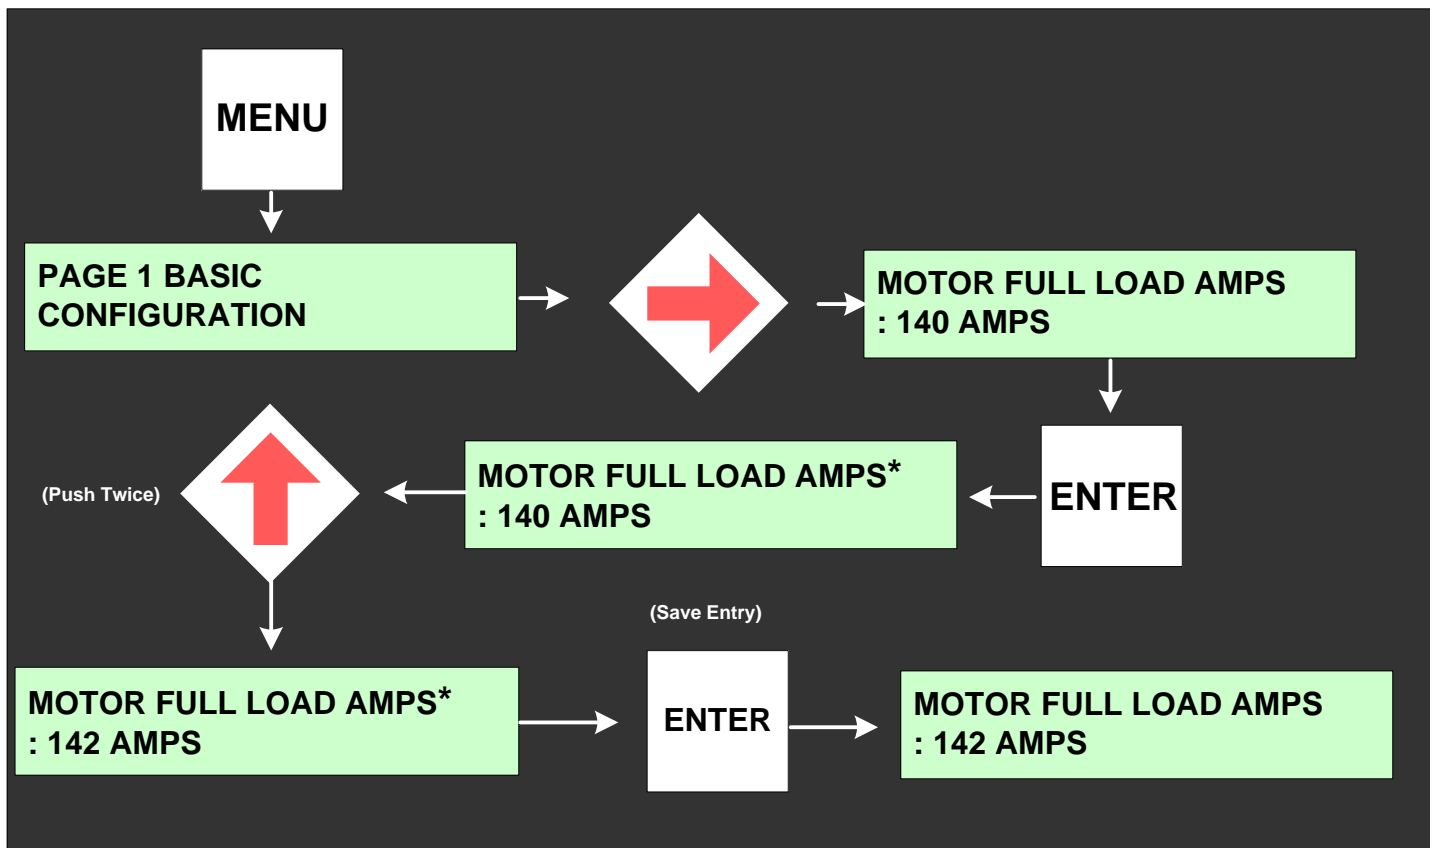 MENU
PAGE 1 BASIC
CONFIGURATION
MOTOR FULL LOAD AMPS
: 140 AMPS
ENTER
MOTOR FULL LOAD AMPS*
: 140 AMPS
(Push Twice)
MOTOR FULL LOAD AMPS*
: 142 AMPS
(Save Entry)
ENTER
MOTOR FULL LOAD AMPS
: 142 AMPS